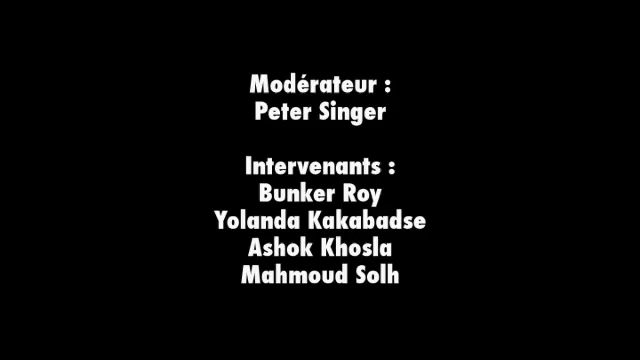 Modérateur :
Peter Singer
Intervenants :
Bunker Roy
Yolanda Kakabadse
Ashok Khosla
Mahmoud Solh